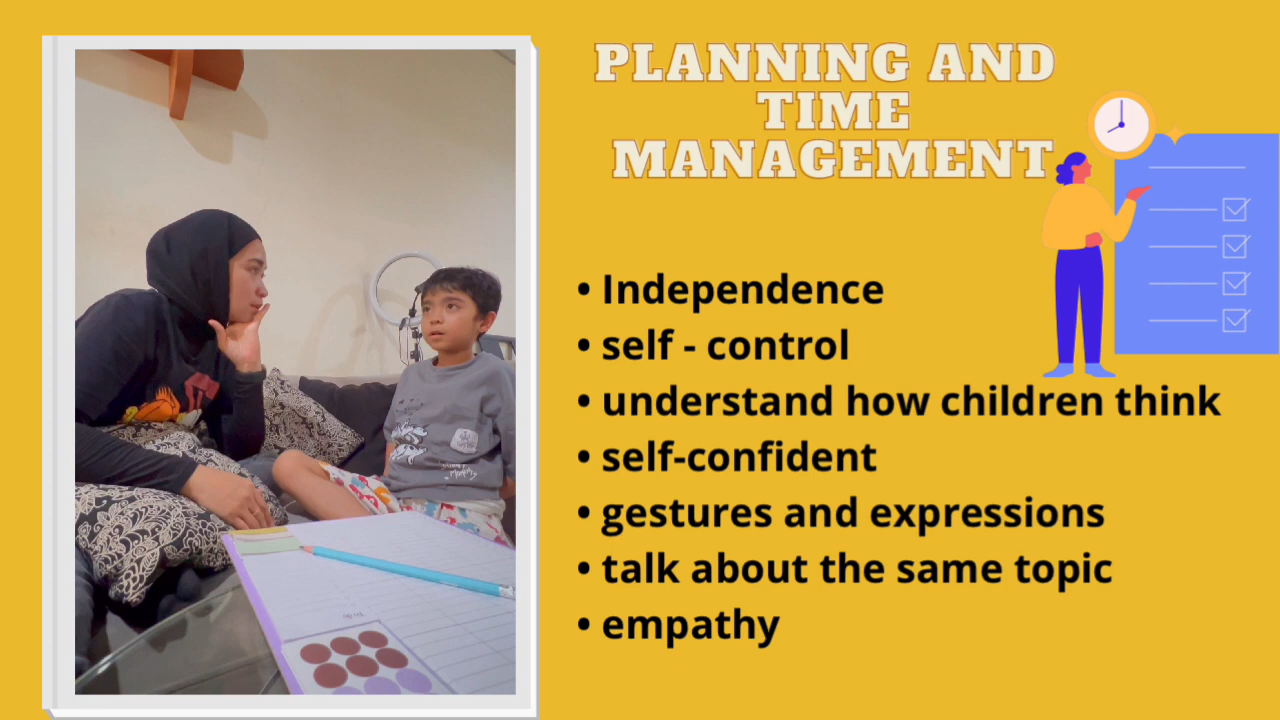 PLANNING AND
TIME
MANAGEMENT
• Independence
• self - control
• understand how children think
• self-confident
• gestures and expressions
• talk about the same topic
• empathy